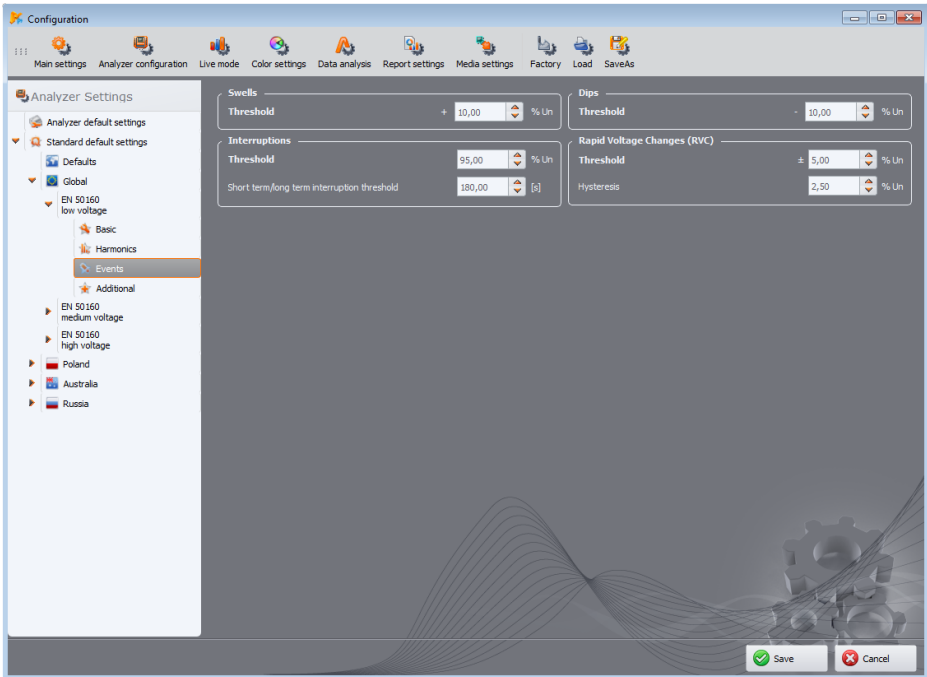 Configuration
Main settings Analyzer configuration Live mode Color settings Data analysis Report settings Media settings Factory Load SaveAs
Analyzer Settings
Analyzer default settings
Standard default settings
Defaults
Global
EN 50160
low voltage
Basic
Harmonics
Events
Additional
EN 50160
medium voltage
EN 50160
high voltage
Poland
Australia
Russia
Swells
Threshold + 10,00 % Un
Dips
Threshold - 10,00 % Un
Interruptions
Threshold 95,00 % Un
Short term/long term interruption threshold 180,00 [s]
Rapid Voltage Changes (RVC)
Threshold ± 5,00 % Un
Hysteresis 2,50 % Un
Save Cancel